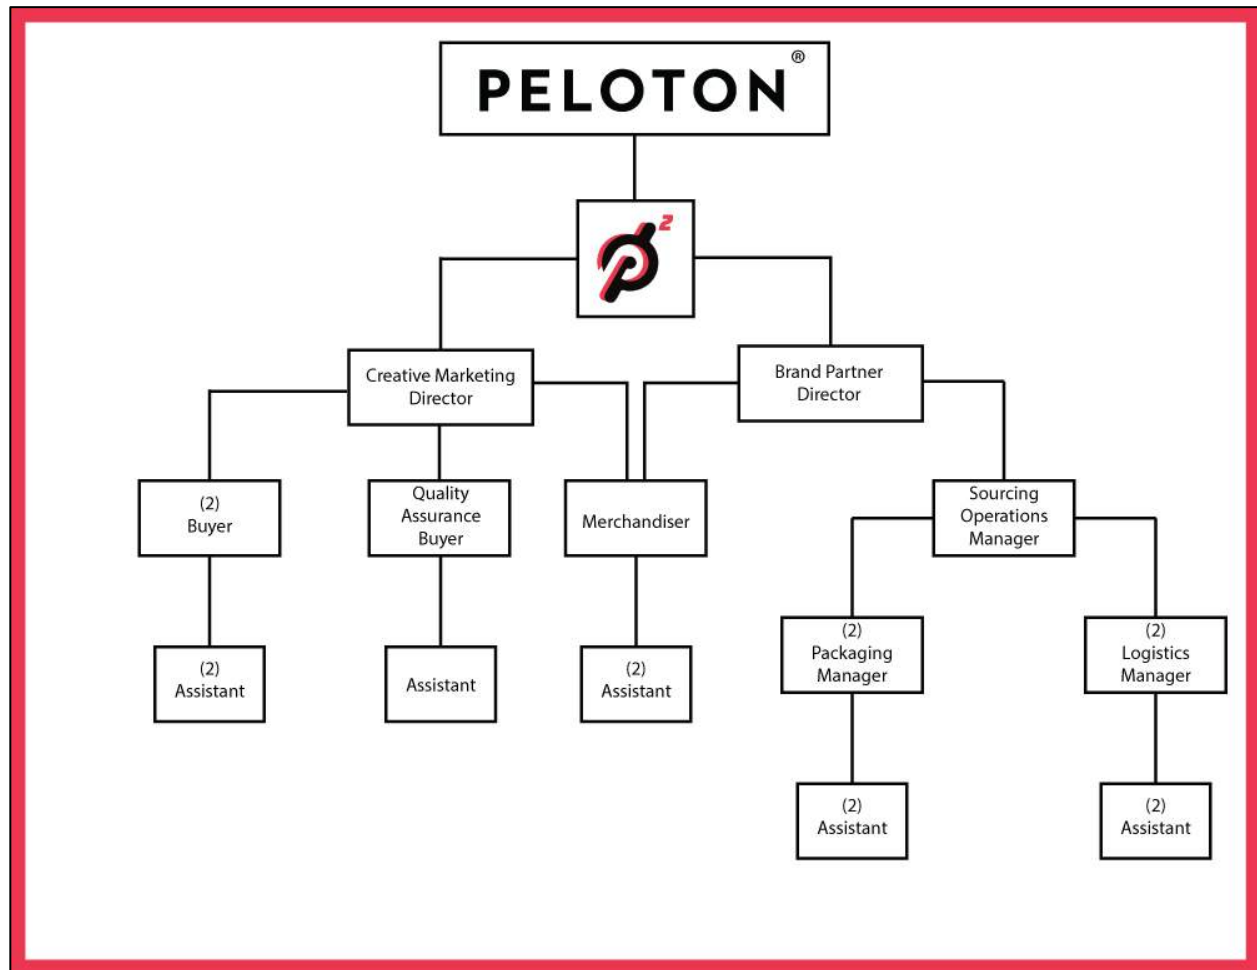 PELOTON®
2
Creative Marketing
Director
Brand Partner
Director
(2)
Buyer
Quality
Assurance
Buyer
Merchandiser
Sourcing
Operations
Manager
(2)
Assistant
Assistant
(2)
Assistant
(2)
Packaging
Manager
(2)
Logistics
Manager
(2)
Assistant
(2)
Assistant